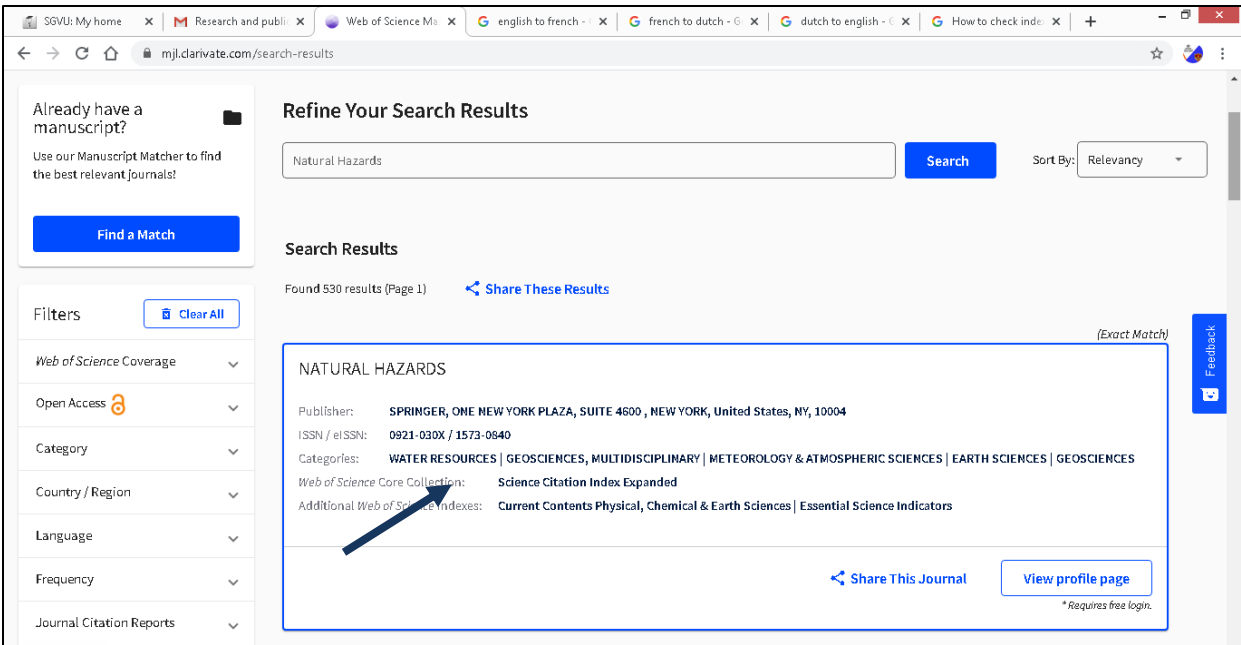 SGVU: My home
Research and public
Web of Science Ma
english to french - G
french to dutch - G
dutch to english - G
How to check inde
mjl.clarivate.com/search-results
Already have a
manuscript?
Use our Manuscript Matcher to find
the best relevant journals!
Find a Match
Filters
Clear All
Web of Science Coverage
Open Access
Category
Country / Region
Language
Frequency
Journal Citation Reports
Refine Your Search Results
Natural Hazards
Search
Sort By: Relevancy
Search Results
Found 530 results (Page 1)
Share These Results
(Exact Match)
NATURAL HAZARDS
Publisher: SPRINGER, ONE NEW YORK PLAZA, SUITE 4600 , NEW YORK, United States, NY, 10004
ISSN / eISSN: 0921-030X / 1573-0840
Categories: WATER RESOURCES | GEOSCIENCES, MULTIDISCIPLINARY | METEOROLOGY & ATMOSPHERIC SCIENCES | EARTH SCIENCES | GEOSCIENCES
Web of Science Core Collection: Science Citation Index Expanded
Additional Web of Science Indexes: Current Contents Physical, Chemical & Earth Sciences | Essential Science Indicators
Share This Journal
View profile page
* Requires free login.
Feedback